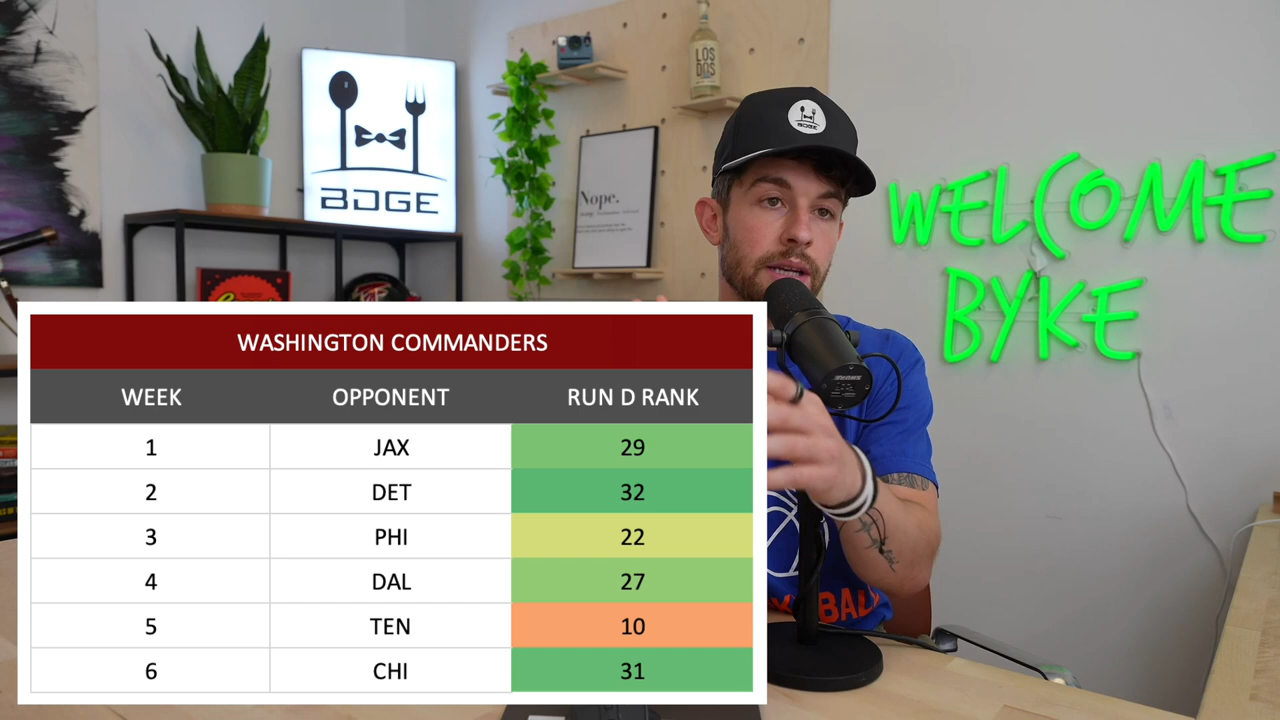 LOS
DOS
BDGE
BDGE
Nope.
WELCOME
BYKE
WASHINGTON COMMANDERS
WEEK OPPONENT RUN D RANK
1 JAX 29
2 DET 32
3 PHI 22
4 DAL 27
5 TEN 10
6 CHI 31